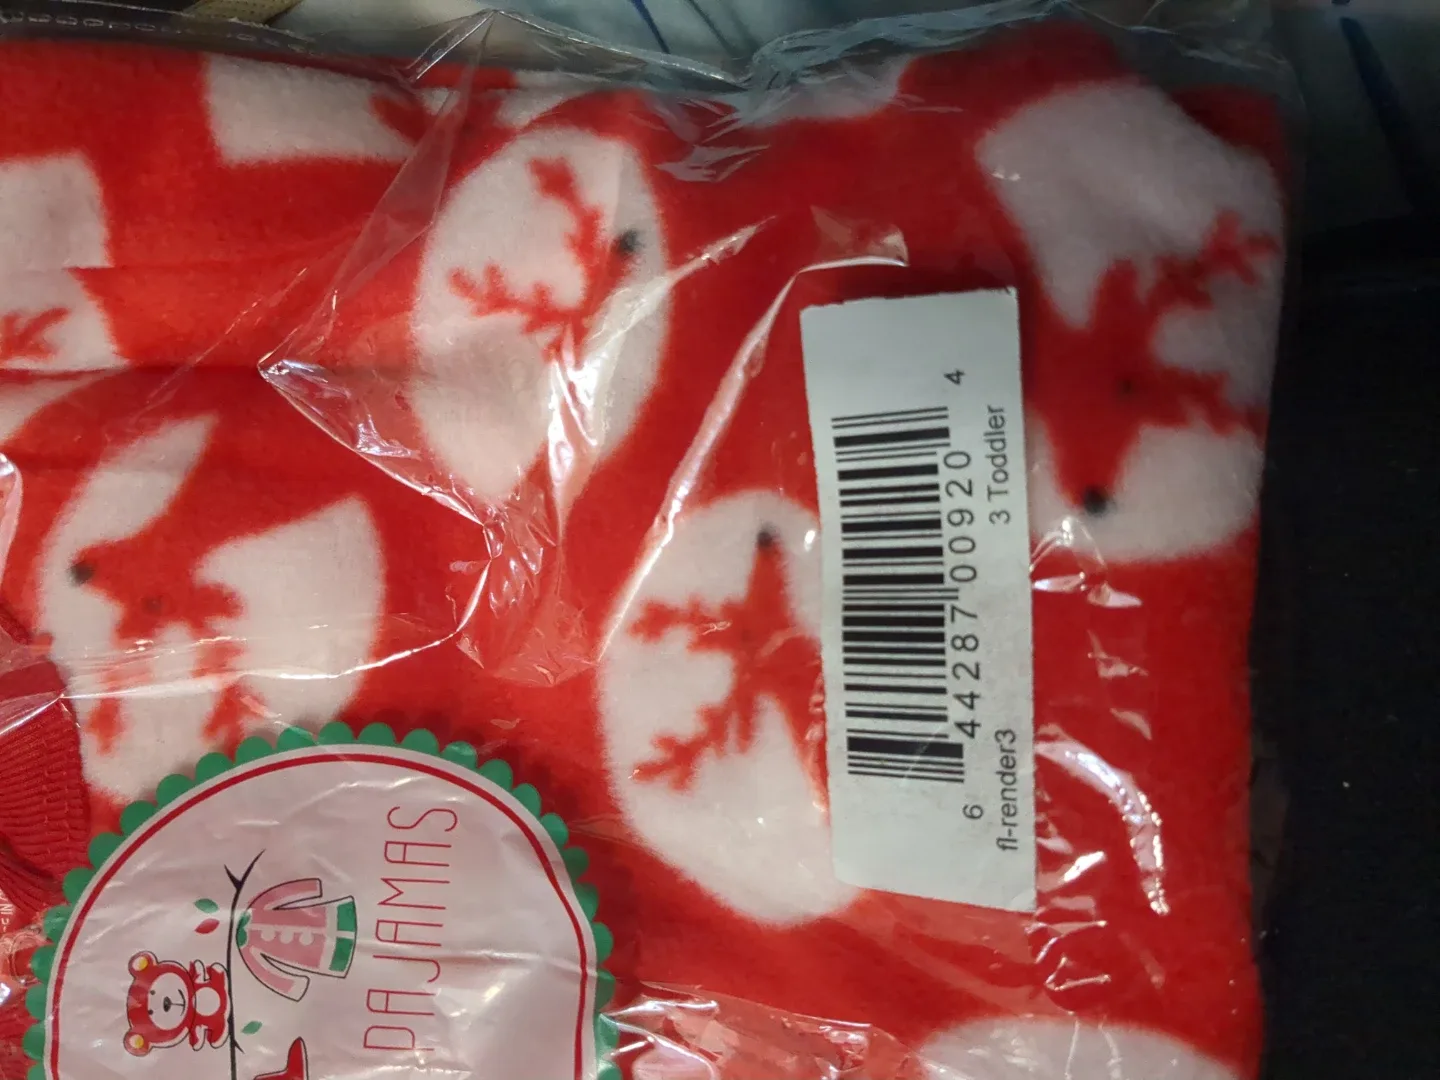 6 44287 00920 4
fl-render3 3 Toddler
PAJAMAS